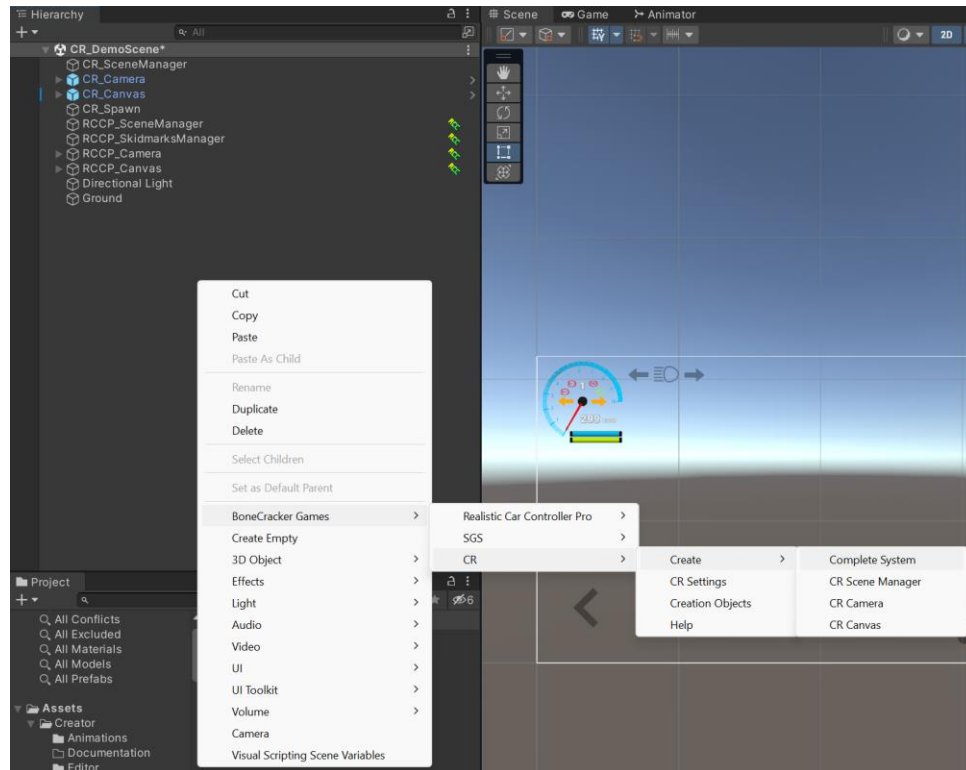 Hierarchy
All
CR_DemoScene*
CR_SceneManager
CR_Camera
CR_Canvas
CR_Spawn
RCCP_SceneManager
RCCP_SkidmarksManager
RCCP_Camera
RCCP_Canvas
Directional Light
Ground
Scene
Game
Animator
2D
Cut
Copy
Paste
Paste As Child
Rename
Duplicate
Delete
Select Children
Set as Default Parent
BoneCracker Games
Create Empty
3D Object
Effects
Light
Audio
Video
UI
UI Toolkit
Volume
Camera
Visual Scripting Scene Variables
Realistic Car Controller Pro
SGS
CR
Create
CR Settings
Creation Objects
Help
Complete System
CR Scene Manager
CR Camera
CR Canvas
Project
6
All Conflicts
All Excluded
All Materials
All Models
All Prefabs
Assets
Creator
Animations
Documentation
Editor